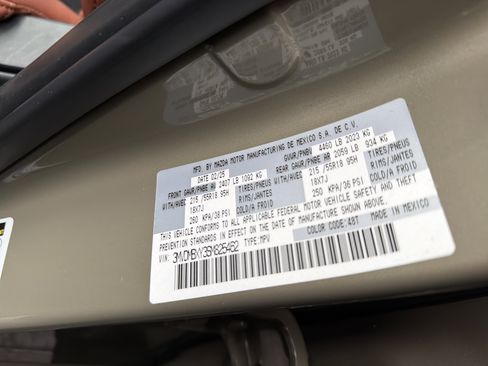 MFD. BY MAZDA MOTOR MANUFACTURING DE MEXICO S.A. DE C.V.
DATE 02/25 GVWR/PNBV 4460 LB 2023 KG
FRONT GAWR/PNBE AV 2407 LB 1092 KG REAR GAWR/PNBE AR 2059 LB 934 KG
WITH/AVEC 215/55R18 95H TIRES/PNEUS WITH/AVEC 215/55R18 95H TIRES/PNEUS
18X7J RIMS/JANTES 18X7J RIMS/JANTES
260 KPA/38 PSI COLD/A FROID 250 KPA/36 PSI COLD/A FROID
THIS VEHICLE CONFORMS TO ALL APPLICABLE FEDERAL MOTOR VEHICLE SAFETY AND THEFT
PREVENTION STANDARDS IN EFFECT ON THE DATE OF MANUFACTURE SHOWN ABOVE.
VIN: TYPE:MPV COLOR CODE:48T MADE IN MEXICO